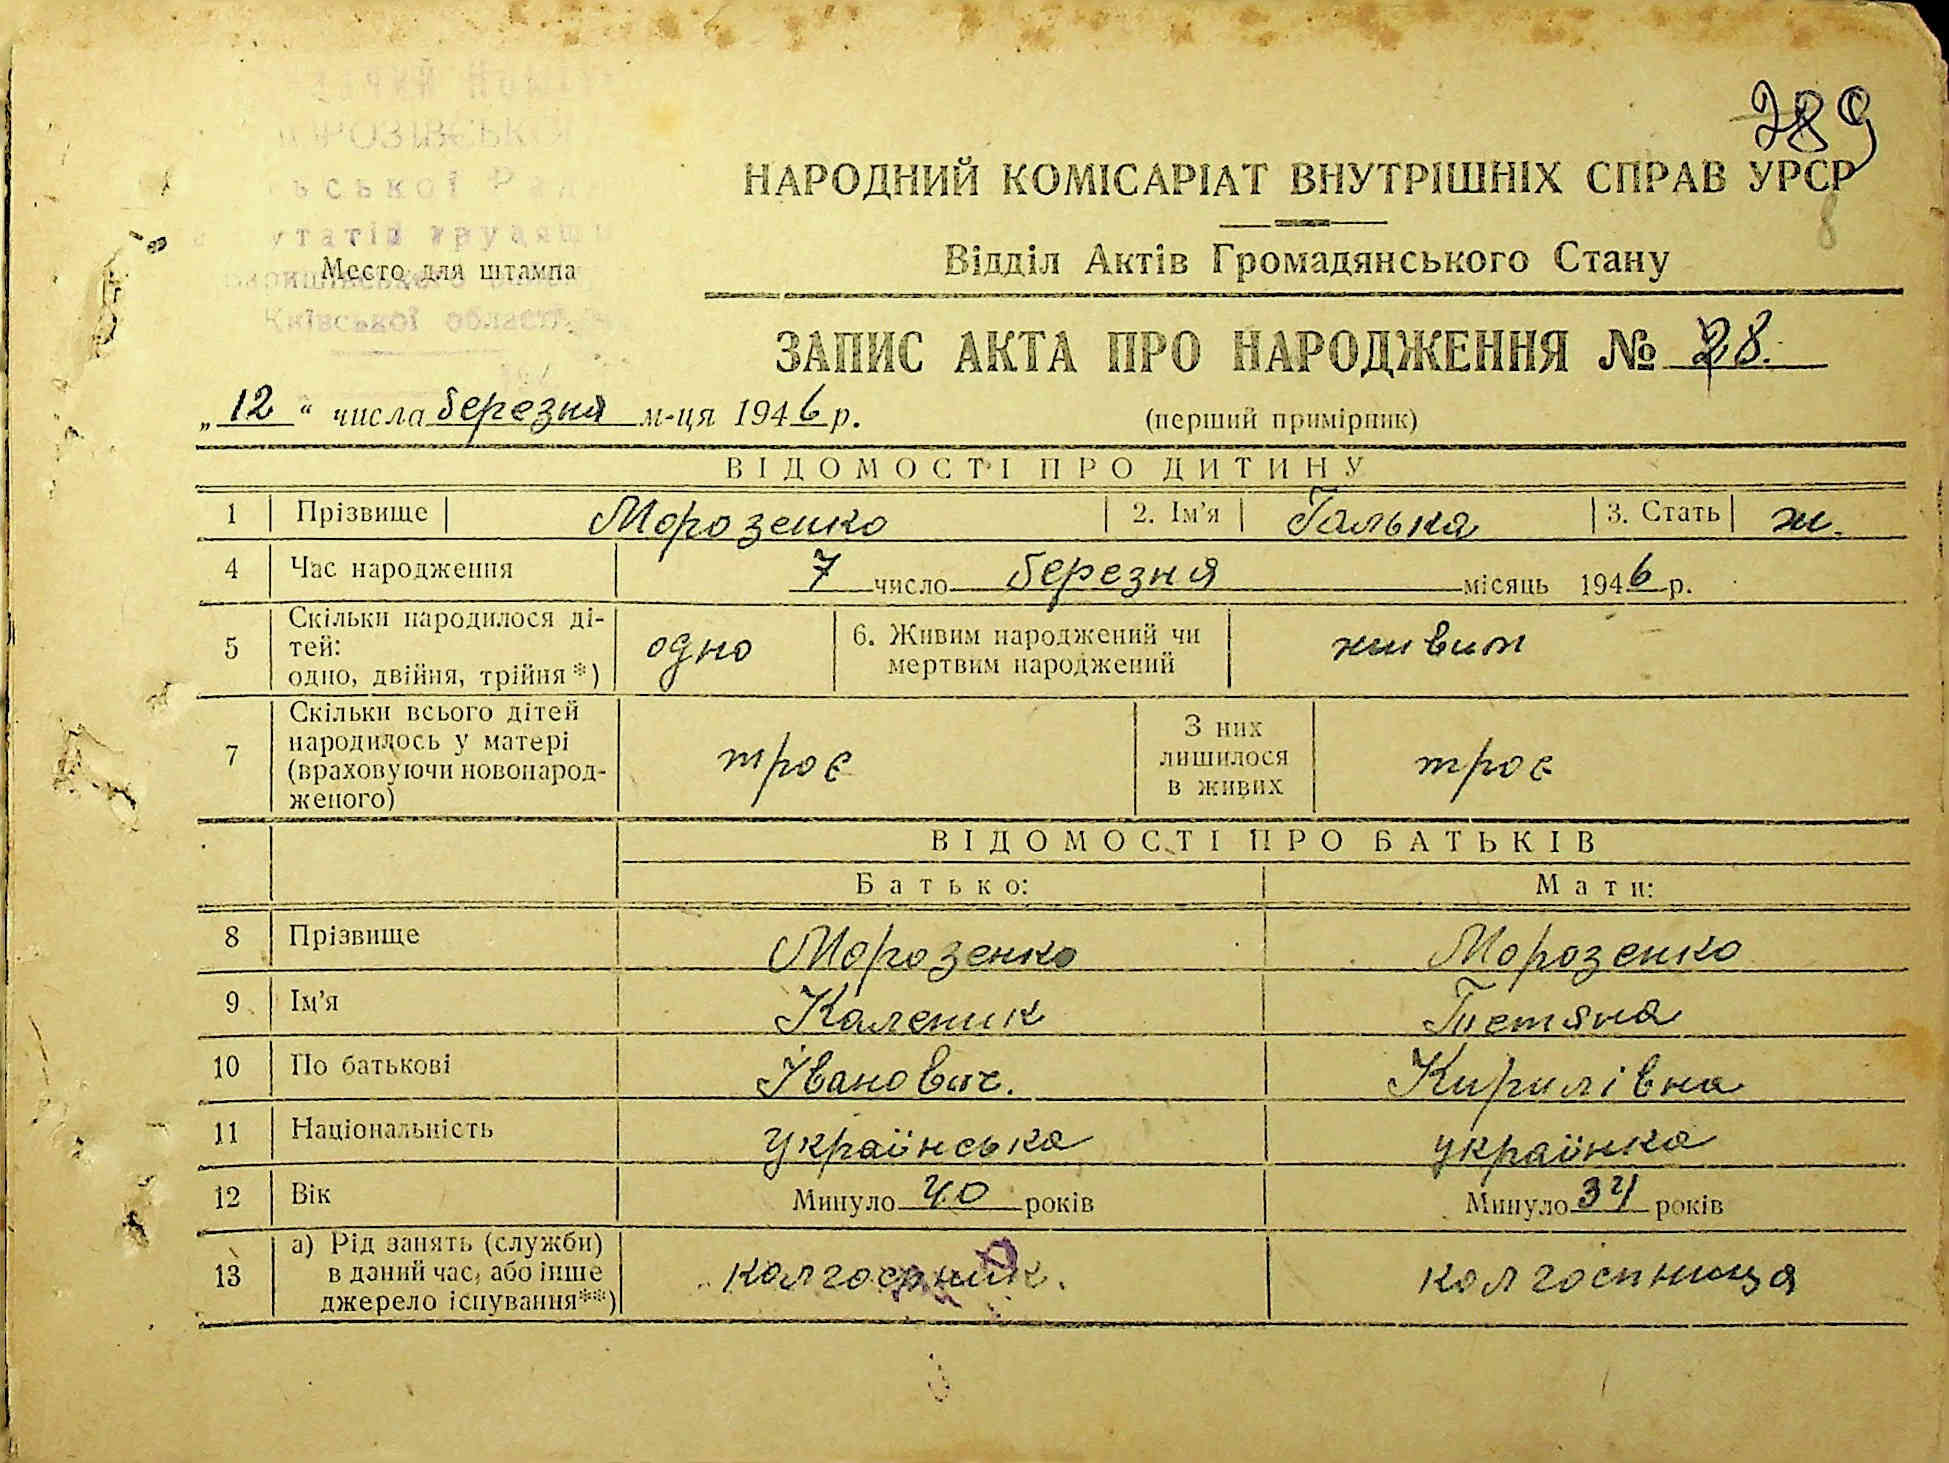 289
НАРОДНИЙ КОМІСАРІАТ ВНУТРІШНІХ СПРАВ УРСР
8
Відділ Актів Громадянського Стану
Место для штампа
Київської області
ЗАПИС АКТА ПРО НАРОДЖЕННЯ № 28.
„12“ числа березня м-ця 1946 р.
(перший примірник)
ВІДОМОСТІ ПРО ДИТИНУ
1 Прізвище Морозенко 2. Ім'я Галька 3. Стать ж.
4 Час народження 7 число березня місяць 1946 р.
5 Скільки народилося ді-
тей:
одно, двійня, трійня*) одно 6. Живим народжений чи
мертвим народжений живим
7 Скільки всього дітей
народилось у матері
(враховуючи новонарод-
женого) троє З них
лишилося
в живих троє
ВІДОМОСТІ ПРО БАТЬКІВ
Батько: Мати:
8 Прізвище Морозенко Морозенко
9 Ім'я Каленик Тетяна
10 По батькові Іванович. Кирилівна
11 Національність українська українка
12 Вік Минуло 40 років Минуло 34 років
13 а) Рід занять (служби)
в даний час, або інше
джерело існування**) колгоспник. колгоспниця